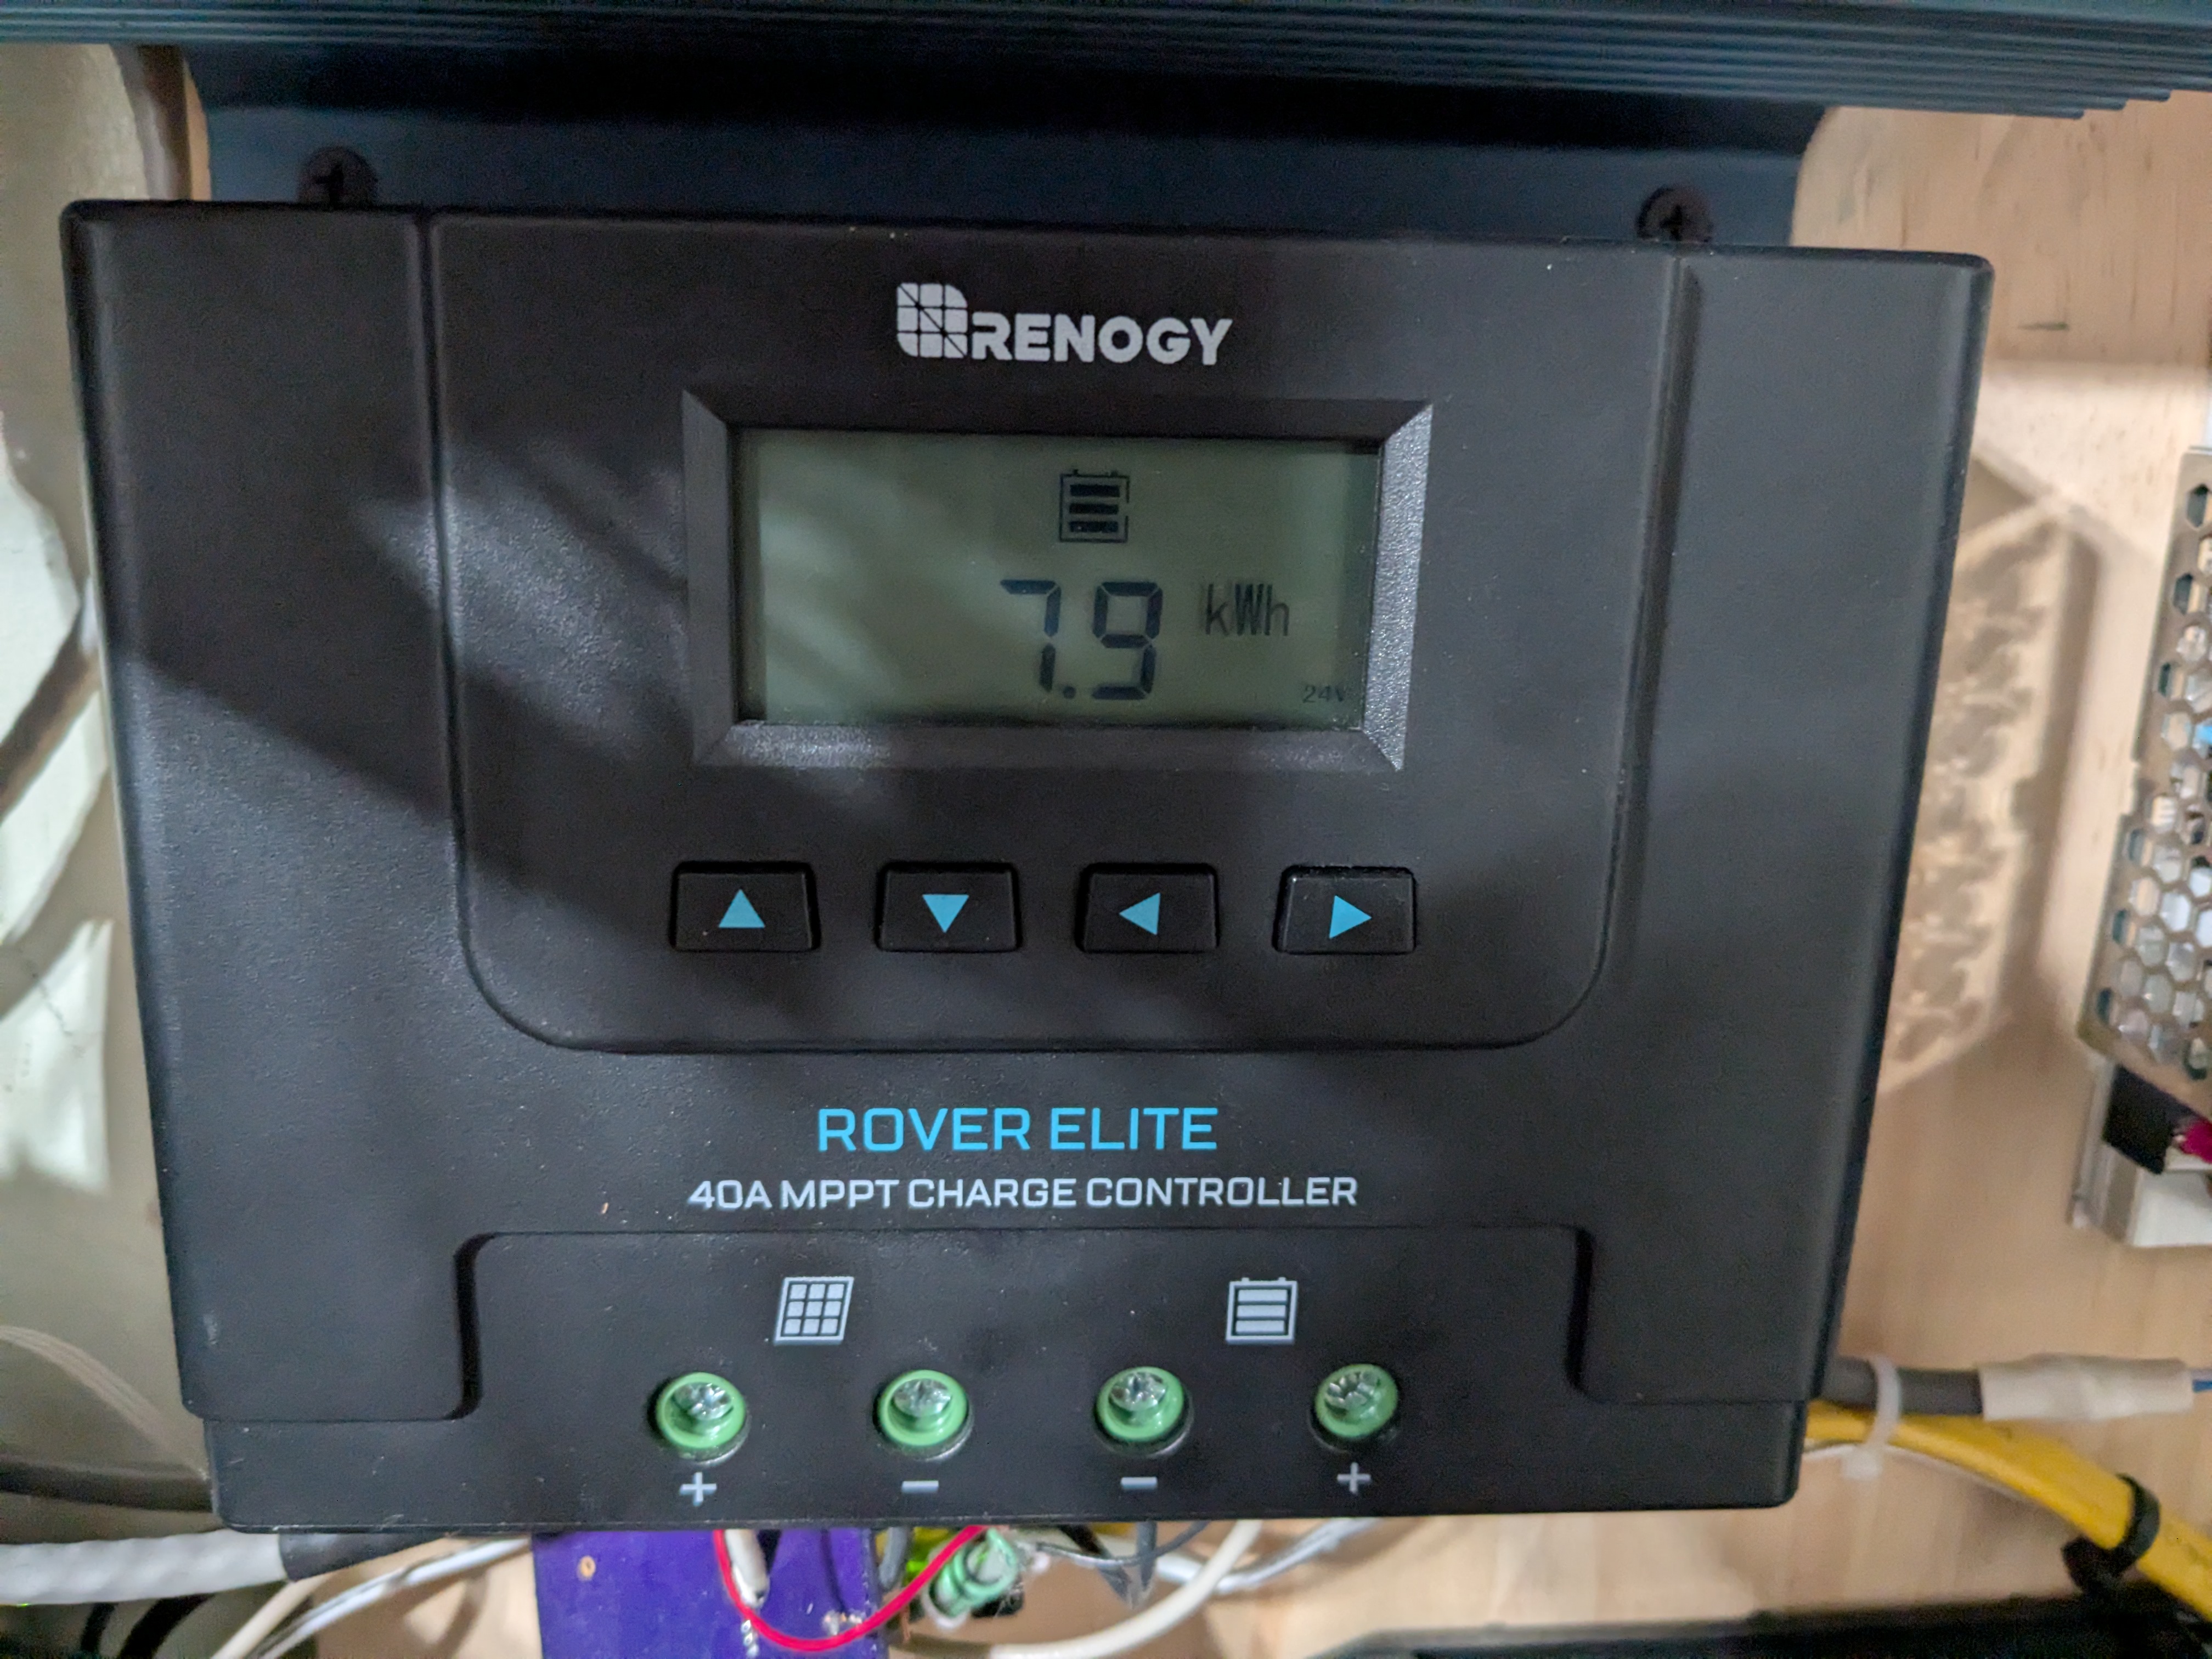 RENOGY
7.9 kWh
24V
ROVER ELITE
40A MPPT CHARGE CONTROLLER
+ - - +